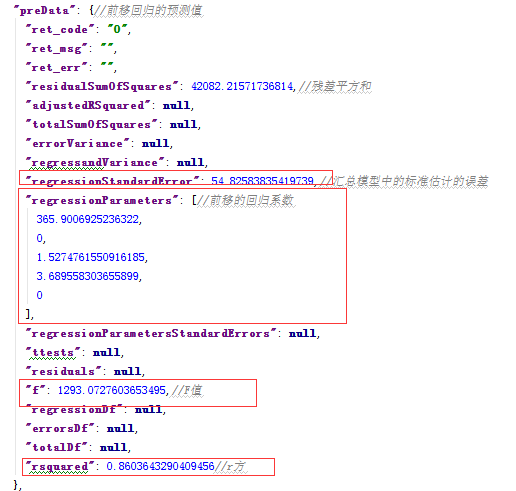 "preData": {//前移回归的预测值
"ret_code": "0",
"ret_msg": "",
"ret_err": "",
"residualSumOfSquares": 42082.21571736814,//残差平方和
"adjustedRSquared": null,
"totalSumOfSquares": null,
"errorVariance": null,
"regressandVariance": null,
"regressionStandardError": 54.82583835419739,//汇总模型中的标准估计的误差
"regressionParameters": [//前移的回归系数
365.9006925236322,
0,
1.5274761550916185,
3.689558303655899,
0
],
"regressionParametersStandardErrors": null,
"ttests": null,
"residuals": null,
"f": 1293.0727603653495,//F值
"regressionDf": null,
"errorsDf": null,
"totalDf": null,
"rsquared": 0.8603643290409456//r方
},